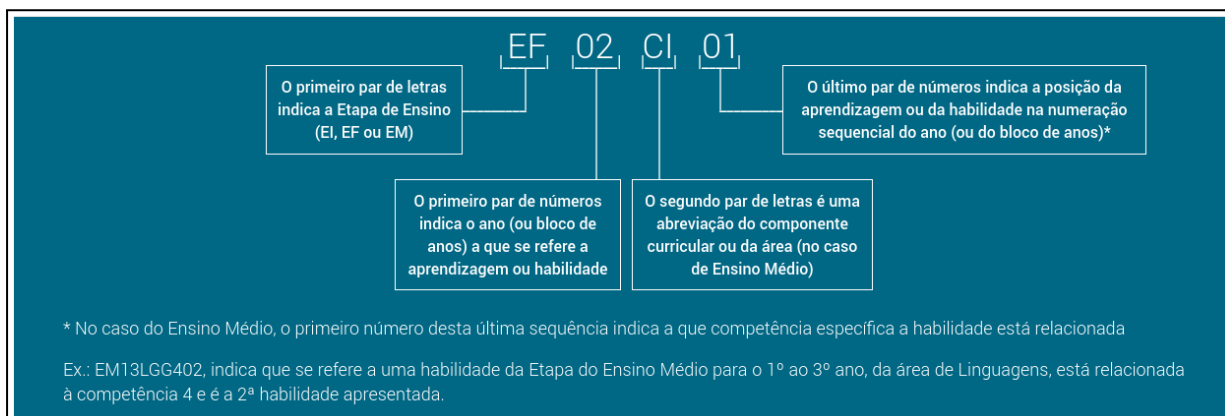 EF 02 CI 01
O primeiro par de letras
indica a Etapa de Ensino
(EI, EF ou EM)
O último par de números indica a posição da
aprendizagem ou da habilidade na numeração
sequencial do ano (ou do bloco de anos)*
O primeiro par de números
indica o ano (ou bloco de
anos) a que se refere a
aprendizagem ou habilidade
O segundo par de letras é uma
abreviação do componente
curricular ou da área (no caso
de Ensino Médio)
* No caso do Ensino Médio, o primeiro número desta última sequência indica a que competência específica a habilidade está relacionada
Ex.: EM13LGG402, indica que se refere a uma habilidade da Etapa do Ensino Médio para o 1º ao 3º ano, da área de Linguagens, está relacionada
à competência 4 e é a 2ª habilidade apresentada.